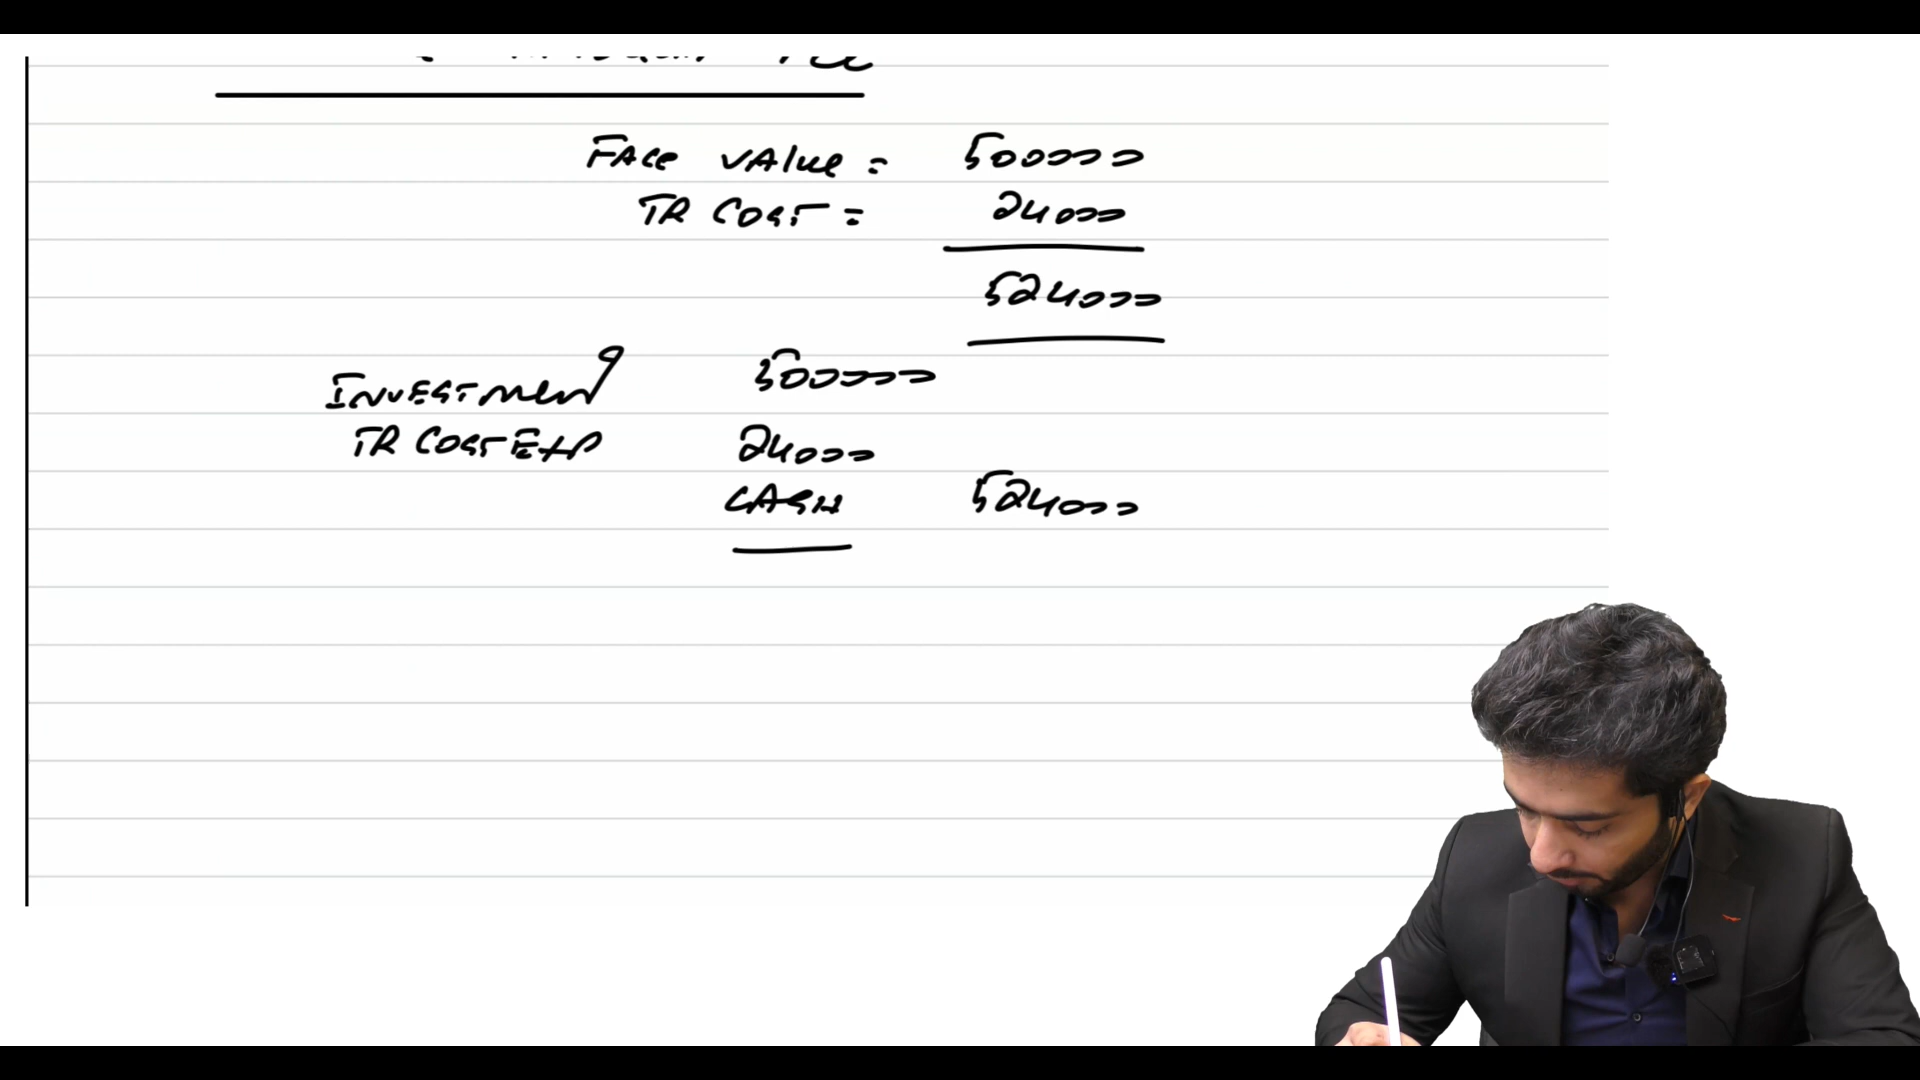 FACE VALUE = 500000
TR COST = 24000
524000
INVESTMENT 500000
TR COST EXP 24000
CASH 524000